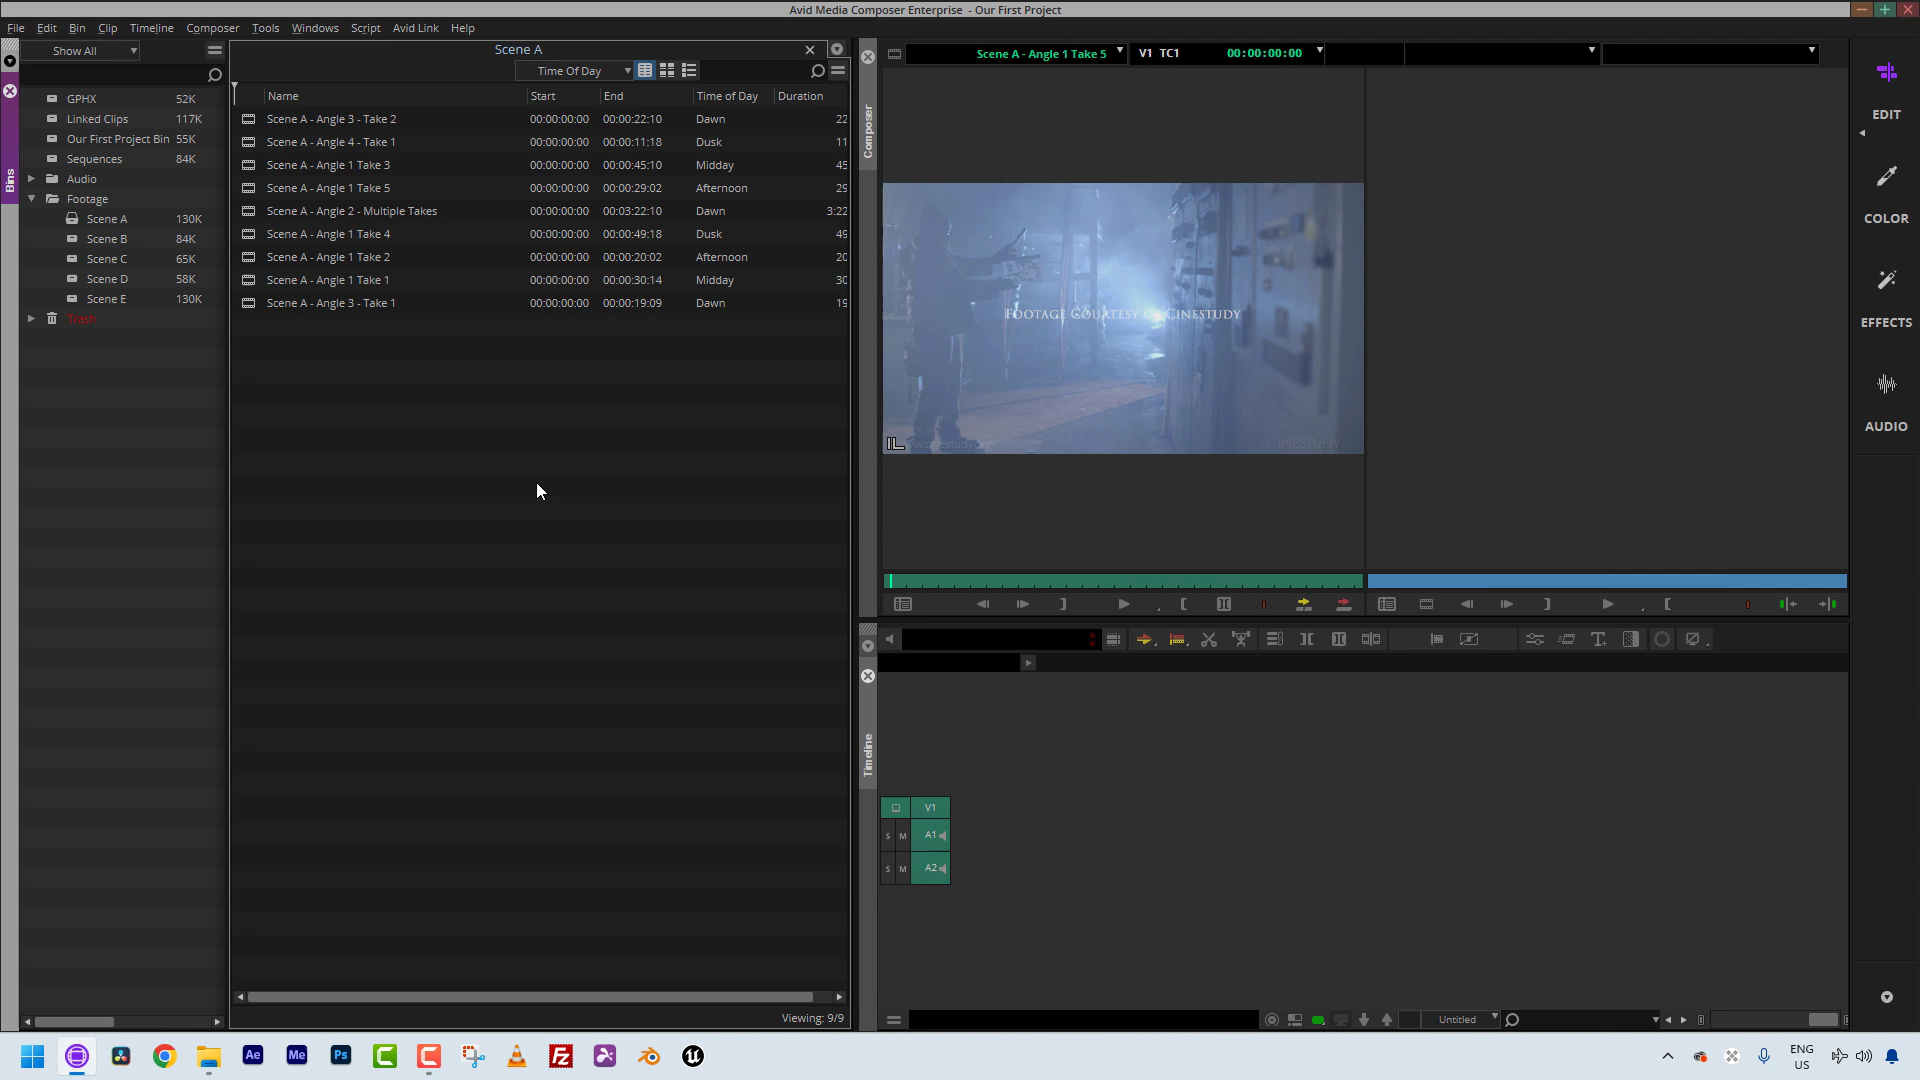 Avid Media Composer Enterprise - Our First Project
File Edit Bin Clip Timeline Composer Tools Windows Script Avid Link Help
Show All
Scene A
Scene A - Angle 1 Take 5
V1 TC1 00:00:00:00
Time Of Day
Bins
GPHX 52K
Linked Clips 117K
Our First Project Bin 55K
Sequences 84K
Audio
Footage
Scene A 130K
Scene B 84K
Scene C 65K
Scene D 58K
Scene E 130K
Trash
Name Start End Time of Day Duration
Scene A - Angle 3 - Take 2 00:00:00:00 00:00:22:10 Dawn 22
Scene A - Angle 4 - Take 1 00:00:00:00 00:00:11:18 Dusk 11
Scene A - Angle 1 Take 3 00:00:00:00 00:00:45:10 Midday 45
Scene A - Angle 1 Take 5 00:00:00:00 00:00:29:02 Afternoon 29
Scene A - Angle 2 - Multiple Takes 00:00:00:00 00:03:22:10 Dawn 3:22
Scene A - Angle 1 Take 4 00:00:00:00 00:00:49:18 Dusk 49
Scene A - Angle 1 Take 2 00:00:00:00 00:00:20:02 Afternoon 20
Scene A - Angle 1 Take 1 00:00:00:00 00:00:30:14 Midday 30
Scene A - Angle 3 - Take 1 00:00:00:00 00:00:19:09 Dawn 19
Viewing: 9/9
Composer
Footage Courtesy of Cinestudy
www.cinestudy.org
#CINESTUDY
EDIT
COLOR
EFFECTS
AUDIO
Timeline
V1
S M A1
S M A2
Untitled
Ae Me Ps
ENG
US